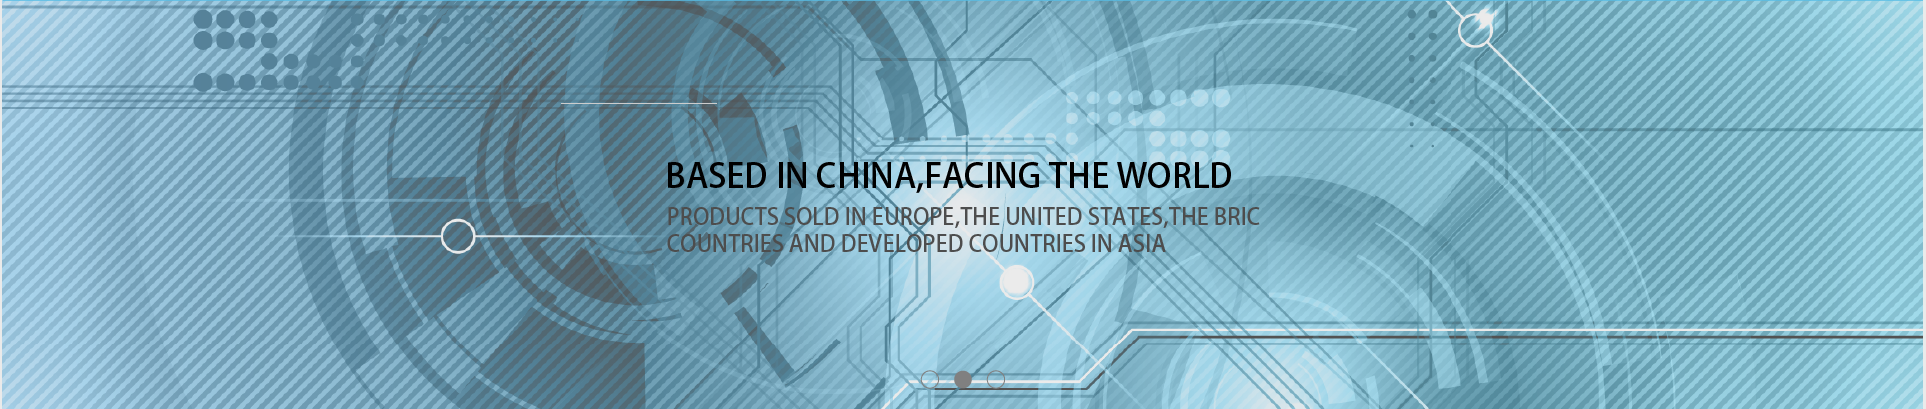 BASED IN CHINA,FACING THE WORLD
PRODUCTS SOLD IN EUROPE,THE UNITED STATES,THE BRIC
COUNTRIES AND DEVELOPED COUNTRIES IN ASIA